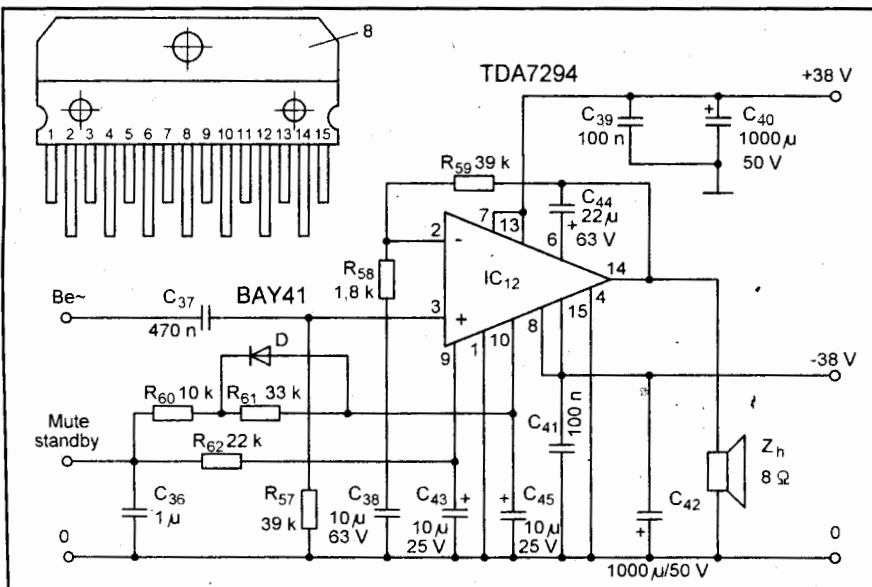 8
1 2 3 4 5 6 7 8 9 10 11 12 13 14 15
TDA7294
+38 V
C39
100 n
+
C40
1000 µ
50 V
R59 39 k
C44
22 µ
+ 63 V
7
13
6
2
-
R58
1,8 k
IC12
14
Be~
C37
470 n
BAY41
3
+
D
9
1
10
8
15
4
-38 V
R60 10 k
R61 33 k
Mute
standby
R62 22 k
C41
100 n
Zh
8 Ω
C36
1 µ
R57
39 k
C38
10 µ
63 V
C43
+
10 µ
25 V
+
C45
10 µ
25 V
C42
+
1000 µ/50 V
0
0